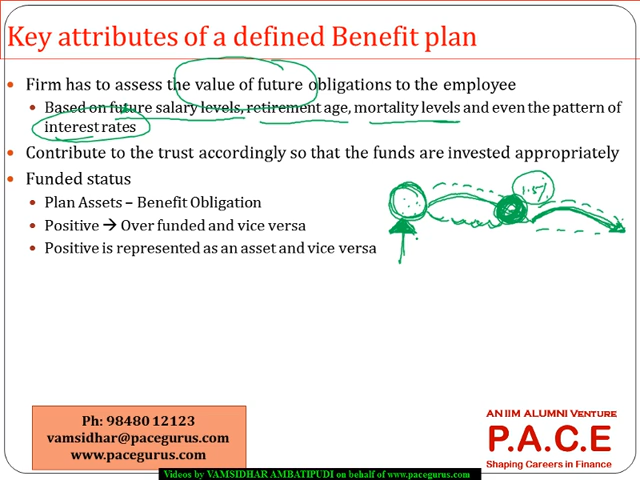 Key attributes of a defined Benefit plan
• Firm has to assess the value of future obligations to the employee
• Based on future salary levels, retirement age, mortality levels and even the pattern of
interest rates
• Contribute to the trust accordingly so that the funds are invested appropriately
• Funded status
• Plan Assets – Benefit Obligation
• Positive → Over funded and vice versa
• Positive is represented as an asset and vice versa
1.5%
Ph: 98480 12123
vamsidhar@pacegurus.com
www.pacegurus.com
AN IIM ALUMNI VENTURE
P.A.C.E
Shaping Careers in Finance
Videos by VAMSIDHAR AMBATIPUDI on behalf of www.pacegurus.com